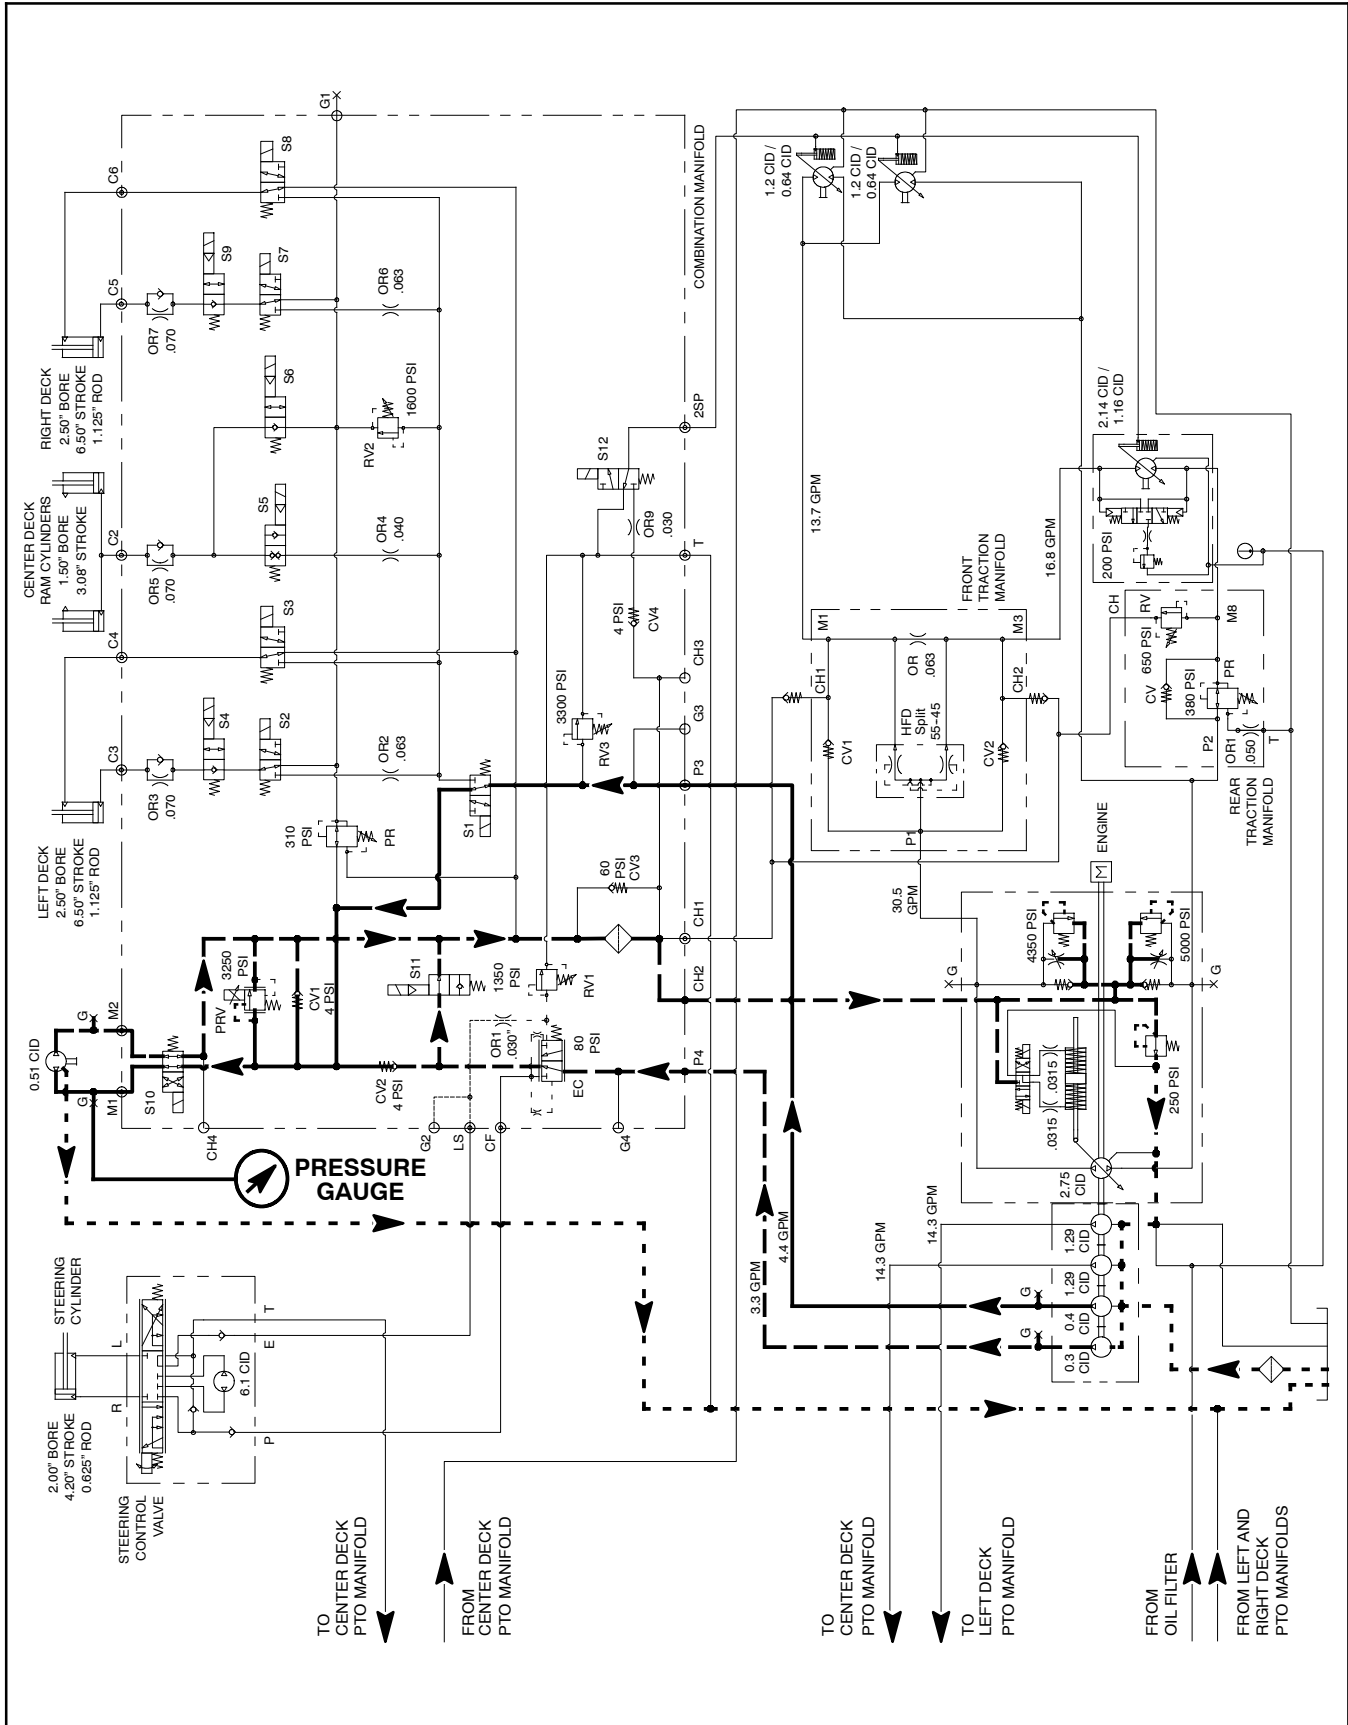 RIGHT DECK
2.50" BORE
6.50" STROKE
1.125" ROD
CENTER DECK
RAM CYLINDERS
1.50" BORE
3.08" STROKE
LEFT DECK
2.50" BORE
6.50" STROKE
1.125" ROD
C6
C5
C2
C4
C3
G1
S8
S9
S7
OR7
.070
OR6
.063
S6
1600 PSI
RV2
S5
OR5
.070
OR4
.040
S3
S4
S2
OR3
.070
OR2
.063
S1
310
PSI
PR
COMBINATION MANIFOLD
2SP
S12
OR9
.030
T
4 PSI
CV4
CH3
3300 PSI
RV3
G3
P3
60
PSI
CV3
CH1
CH2
P4
0.51 CID
G
M2
G
M1
S10
PRV
3250
PSI
CV1
4 PSI
S11
1350
PSI
RV1
CV2
4 PSI
OR1
.030"
80
PSI
EC
CH4
G2
LS
CF
G4
PRESSURE
GAUGE
STEERING
CYLINDER
2.00" BORE
4.20" STROKE
0.625" ROD
L
R
T
E
P
6.1 CID
STEERING
CONTROL
VALVE
1.2 CID /
0.64 CID
1.2 CID /
0.64 CID
13.7 GPM
16.8 GPM
2.14 CID /
1.16 CID
200 PSI
FRONT
TRACTION
MANIFOLD
M1
M3
CH1
CH2
OR
.063
HFD
Split
55-45
CV1
CV2
P1
30.5
GPM
CH
RV
650 PSI
M8
CV
PR
380 PSI
P2
OR1
.050
T
REAR
TRACTION
MANIFOLD
ENGINE
M
4350 PSI
5000 PSI
G
G
.0315
.0315
250 PSI
2.75
CID
14.3 GPM
14.3 GPM
4.4 GPM
3.3 GPM
1.29
CID
1.29
CID
0.4
CID
0.3
CID
G
G
TO
CENTER DECK
PTO MANIFOLD
FROM
CENTER DECK
PTO MANIFOLD
TO
CENTER DECK
PTO MANIFOLD
TO
LEFT DECK
PTO MANIFOLD
FROM
OIL FILTER
FROM LEFT AND
RIGHT DECK
PTO MANIFOLDS